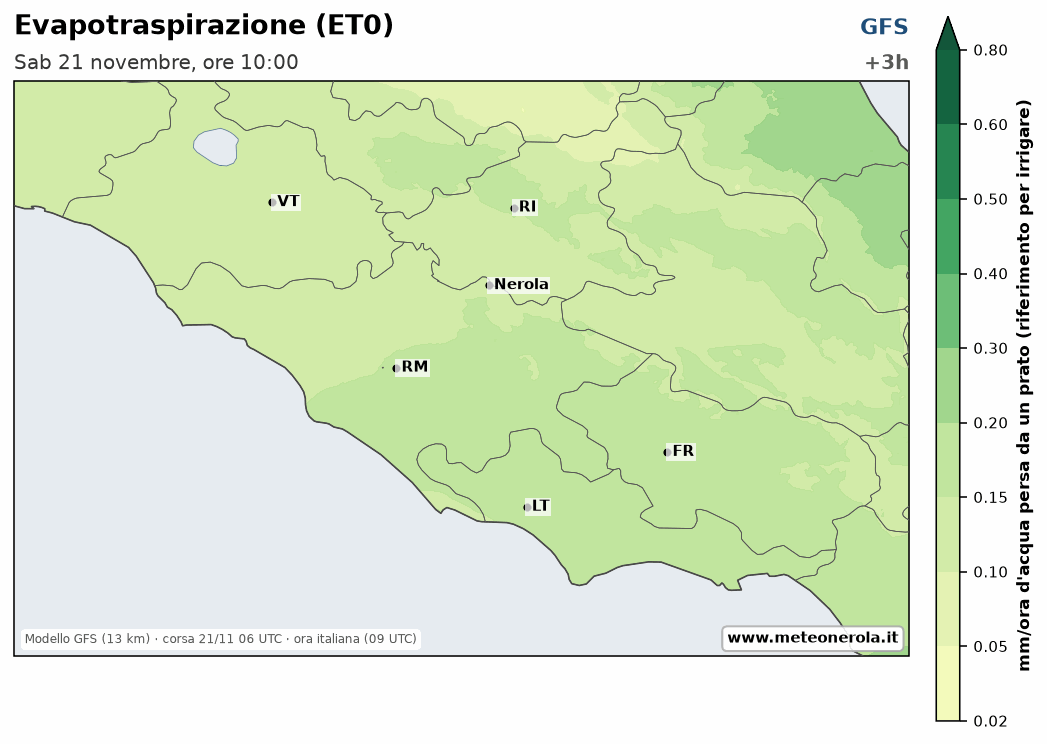 Evapotraspirazione (ET0)
GFS
Sab 21 novembre, ore 10:00
+3h
VT
RI
Nerola
RM
FR
LT
Modello GFS (13 km) · corsa 21/11 06 UTC · ora italiana (09 UTC)
www.meteonerola.it
0.80
0.60
0.50
0.40
0.30
0.20
0.15
0.10
0.05
0.02
mm/ora d'acqua persa da un prato (riferimento per irrigare)